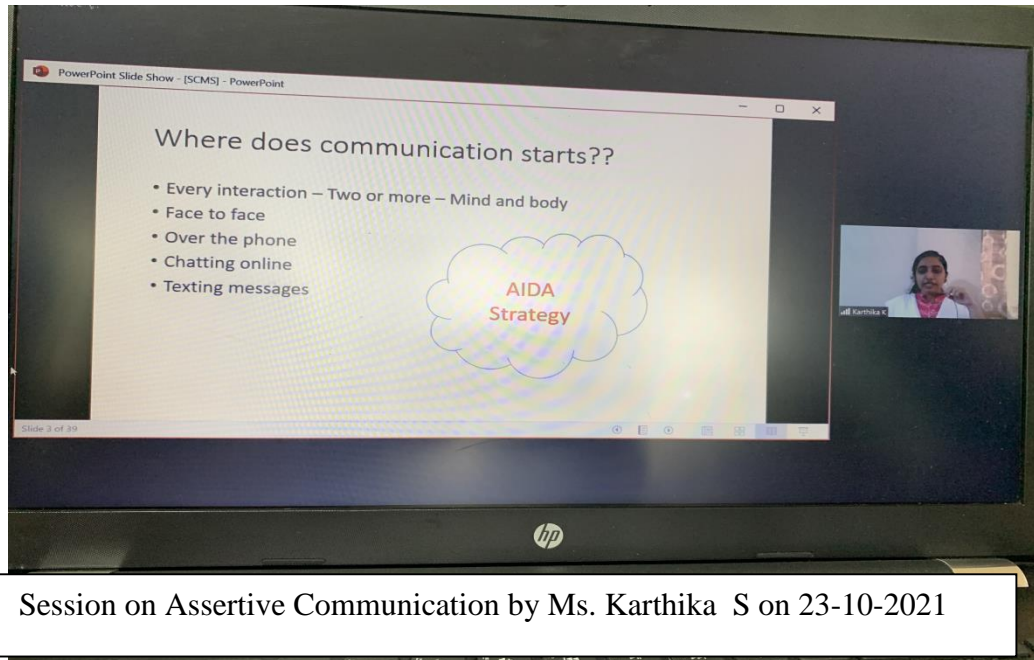 PowerPoint Slide Show - [SCMS] - PowerPoint
Where does communication starts??
• Every interaction – Two or more – Mind and body
• Face to face
• Over the phone
• Chatting online
• Texting messages
AIDA
Strategy
Karthika
Slide 3 of 39
hp
Session on Assertive Communication by Ms. Karthika S on 23-10-2021